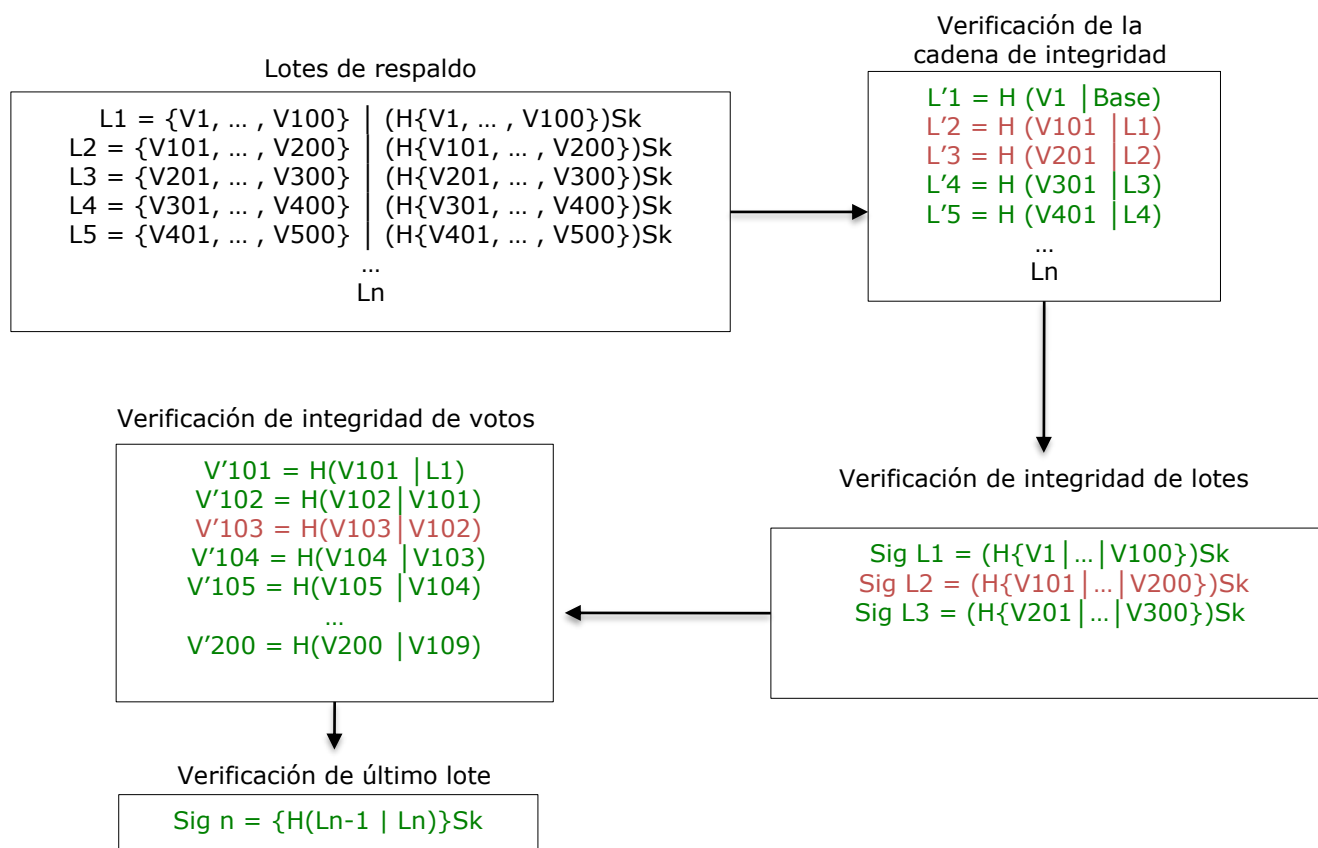 Lotes de respaldo
L1 = {V1, … , V100} | (H{V1, … , V100})Sk
L2 = {V101, … , V200} | (H{V101, … , V200})Sk
L3 = {V201, … , V300} | (H{V201, … , V300})Sk
L4 = {V301, … , V400} | (H{V301, … , V400})Sk
L5 = {V401, … , V500} | (H{V401, … , V500})Sk
…
Ln
Verificación de la
cadena de integridad
L’1 = H (V1 |Base)
L’2 = H (V101 |L1)
L’3 = H (V201 |L2)
L’4 = H (V301 |L3)
L’5 = H (V401 |L4)
…
Ln
Verificación de integridad de lotes
Sig L1 = (H{V1|…|V100})Sk
Sig L2 = (H{V101|…|V200})Sk
Sig L3 = (H{V201|…|V300})Sk
Verificación de integridad de votos
V’101 = H(V101 |L1)
V’102 = H(V102|V101)
V’103 = H(V103|V102)
V’104 = H(V104 |V103)
V’105 = H(V105 |V104)
…
V’200 = H(V200 |V109)
Verificación de último lote
Sig n = {H(Ln-1 | Ln)}Sk